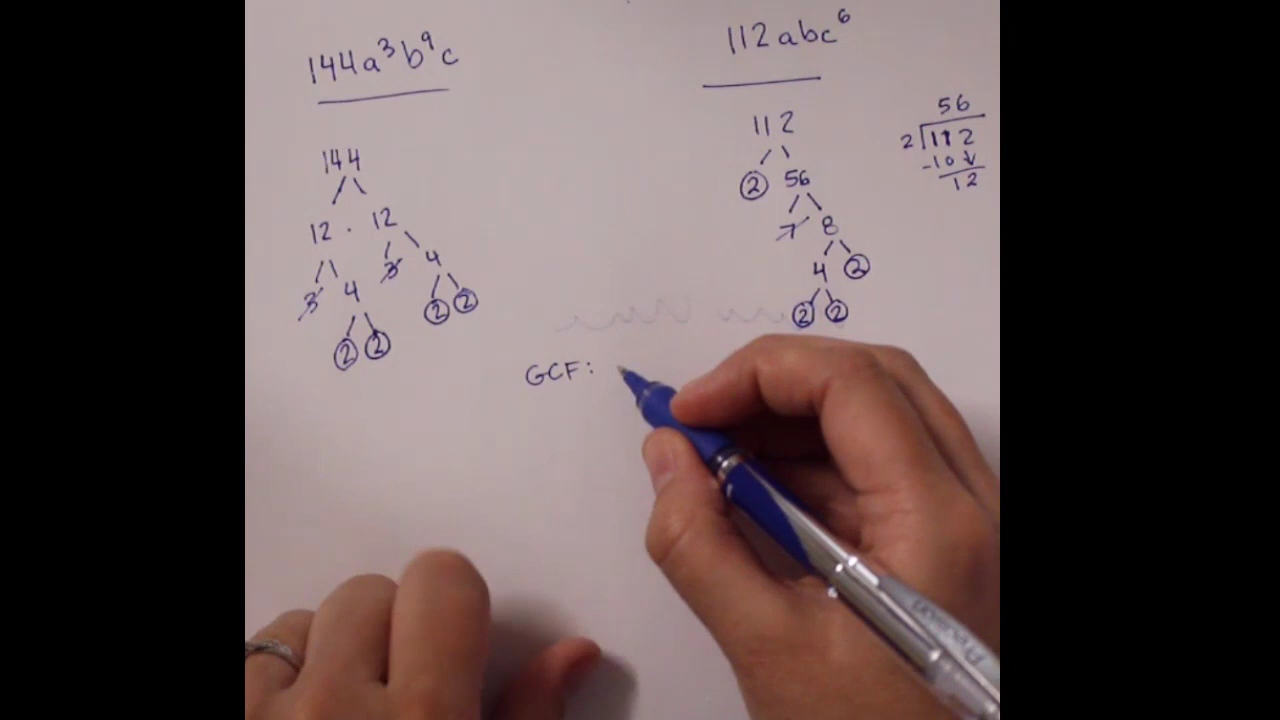 144a³b⁹c
144
12 . 12
3 4 3 4
2 2 2 2
112abc⁶
112
2 56
7 8
4 2
2 2
56
2 112
-10↓
12
GCF:
Precision